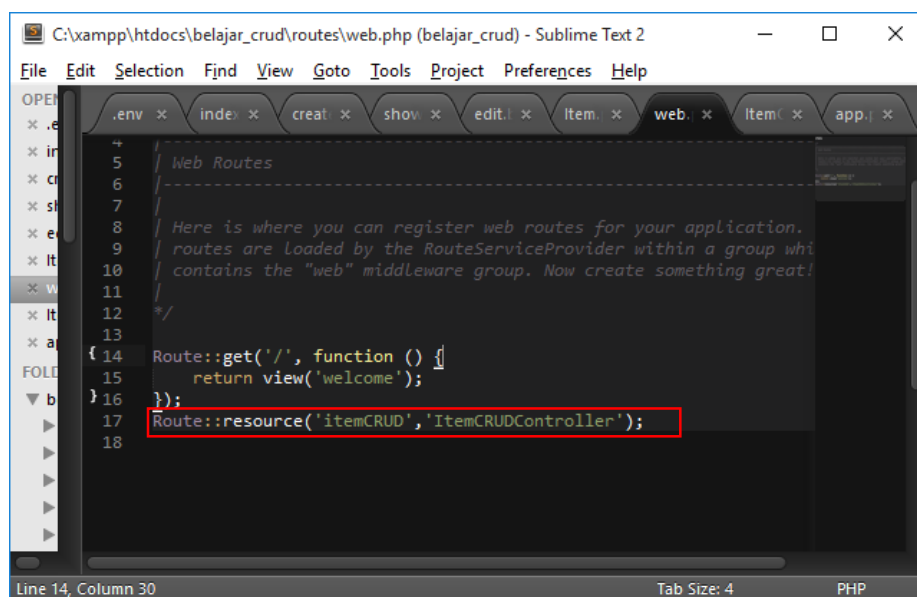 C:\xampp\htdocs\belajar_crud\routes\web.php (belajar_crud) - Sublime Text 2
File Edit Selection Find View Goto Tools Project Preferences Help
.env index create show edit.b Item. web. ItemC app.p
4 |--------------------------------------------------------------------------
5 | Web Routes
6 |--------------------------------------------------------------------------
7 |
8 | Here is where you can register web routes for your application.
9 | routes are loaded by the RouteServiceProvider within a group whi
10 | contains the "web" middleware group. Now create something great!
11 |
12 */
13
14 Route::get('/', function () {
15 return view('welcome');
16 });
17 Route::resource('itemCRUD','ItemCRUDController');
18
Line 14, Column 30 Tab Size: 4 PHP